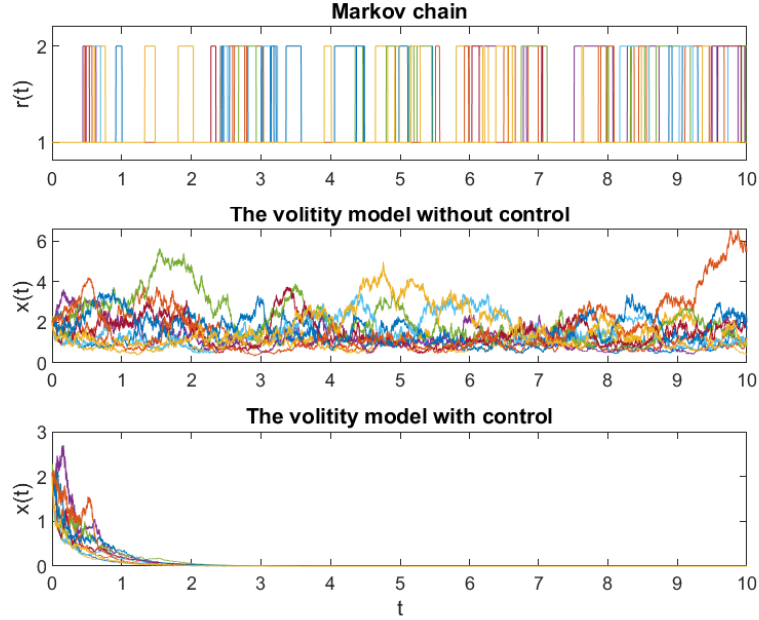 Markov chain
r(t)
2
1
0 1 2 3 4 5 6 7 8 9 10
The volitity model without control
x(t)
6
4
2
0
0 1 2 3 4 5 6 7 8 9 10
The volitity model with control
x(t)
3
2
1
0
0 1 2 3 4 5 6 7 8 9 10
t